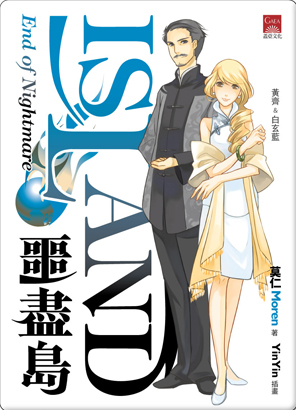 GAEA
蓋亞文化
黃齊
&
白玄藍
ISLAND
End of Nightmare
噩盡島
莫仁 Moren 著
YinYin 插畫